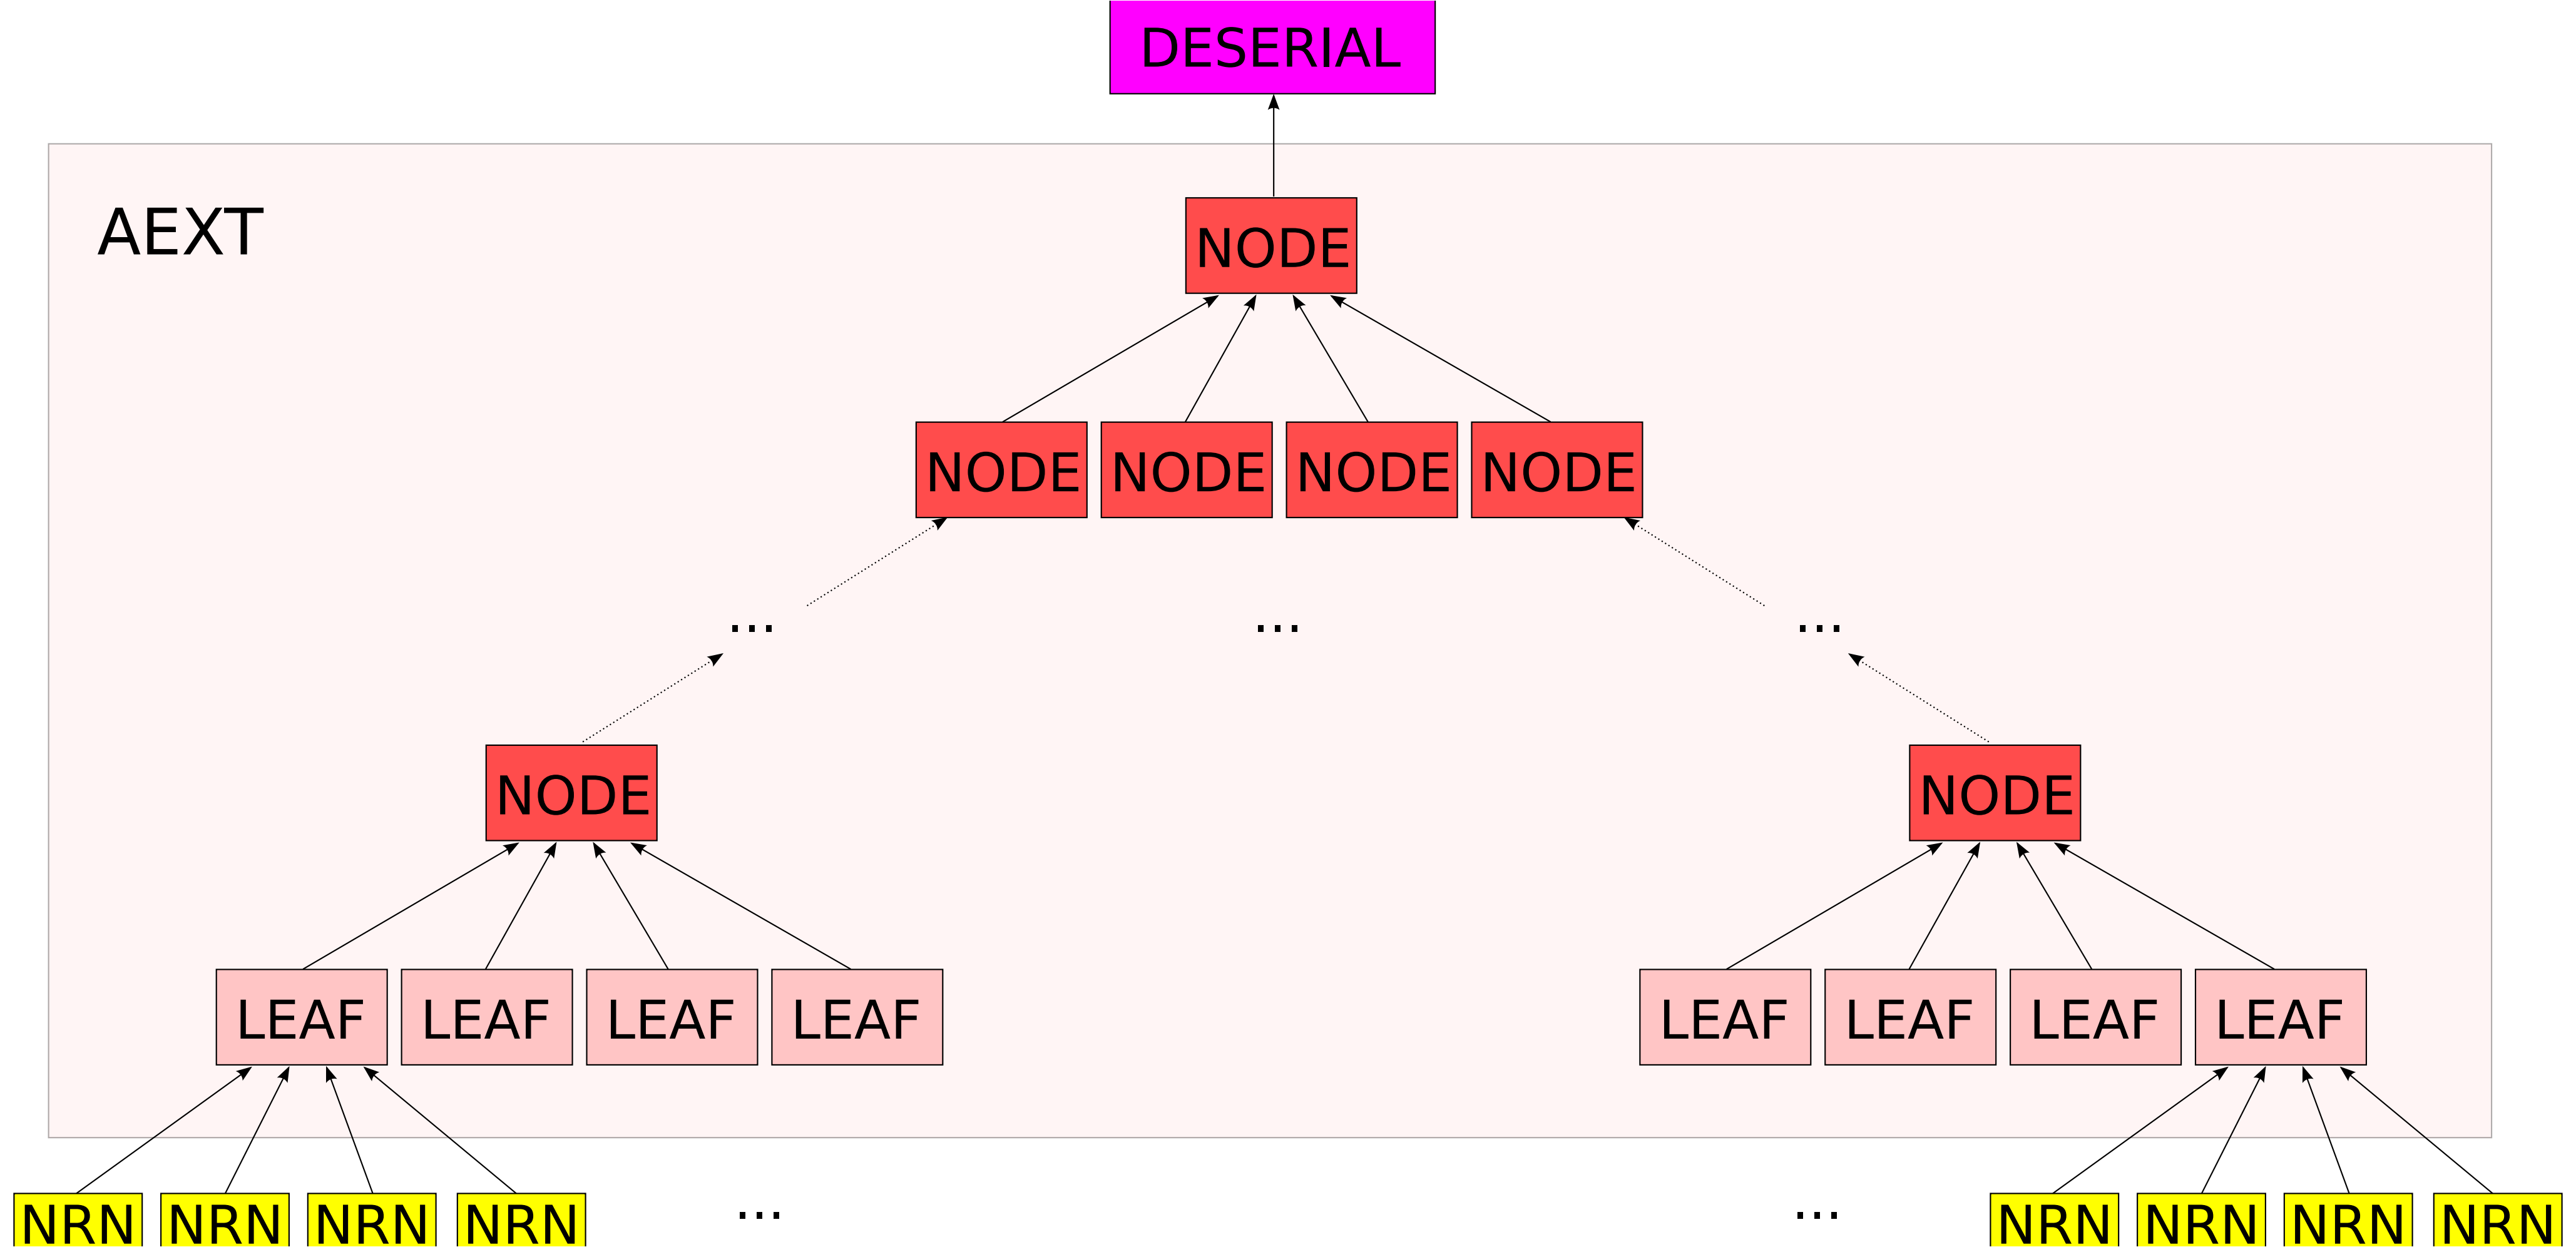 DESERIAL
AEXT
NODE
NODE NODE NODE NODE
... ... ...
NODE NODE
LEAF LEAF LEAF LEAF LEAF LEAF LEAF LEAF
NRN NRN NRN NRN ... ... NRN NRN NRN NRN